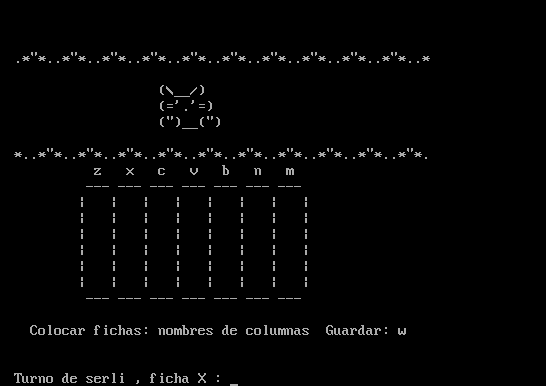 .*"*..*"*..*"*..*"*..*"*..*"*..*"*..*"*..*"*..*"*..*
(\__/)
(='.'=)
(")__(")
*..*"*..*"*..*"*..*"*..*"*..*"*..*"*..*"*..*"*..*"*.
z x c v b n m
--- --- --- --- --- --- ---
¦ ¦ ¦ ¦ ¦ ¦ ¦ ¦
¦ ¦ ¦ ¦ ¦ ¦ ¦ ¦
¦ ¦ ¦ ¦ ¦ ¦ ¦ ¦
¦ ¦ ¦ ¦ ¦ ¦ ¦ ¦
¦ ¦ ¦ ¦ ¦ ¦ ¦ ¦
¦ ¦ ¦ ¦ ¦ ¦ ¦ ¦
--- --- --- --- --- --- ---
Colocar fichas: nombres de columnas Guardar: w
Turno de serli , ficha X : _